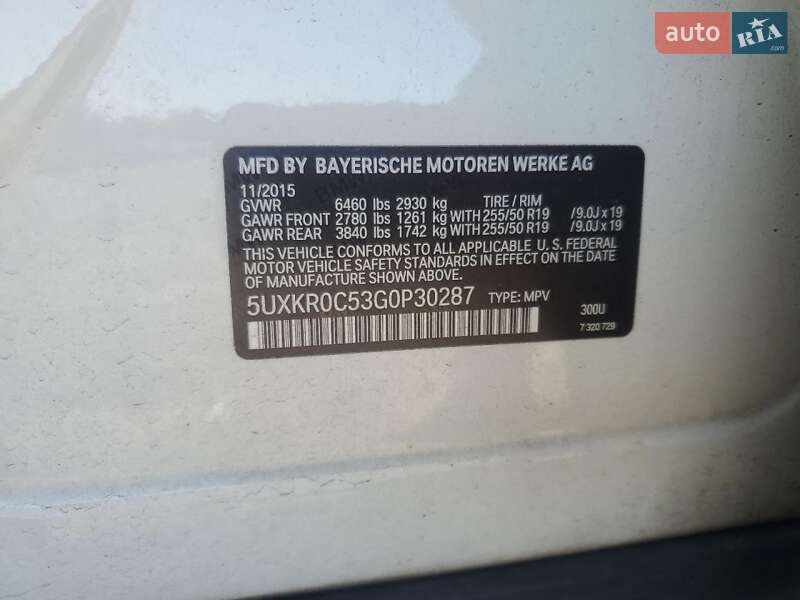 auto RIA
MFD BY BAYERISCHE MOTOREN WERKE AG
11/2015
GVWR 6460 lbs 2930 kg TIRE / RIM
GAWR FRONT 2780 lbs 1261 kg WITH 255/50 R19 /9.0J x 19
GAWR REAR 3840 lbs 1742 kg WITH 255/50 R19 /9.0J x 19
THIS VEHICLE CONFORMS TO ALL APPLICABLE U. S. FEDERAL
MOTOR VEHICLE SAFETY STANDARDS IN EFFECT ON THE DATE
OF MANUFACTURE SHOWN ABOVE.
5UXKR0C53G0P30287 TYPE: MPV
300U
7 320 729